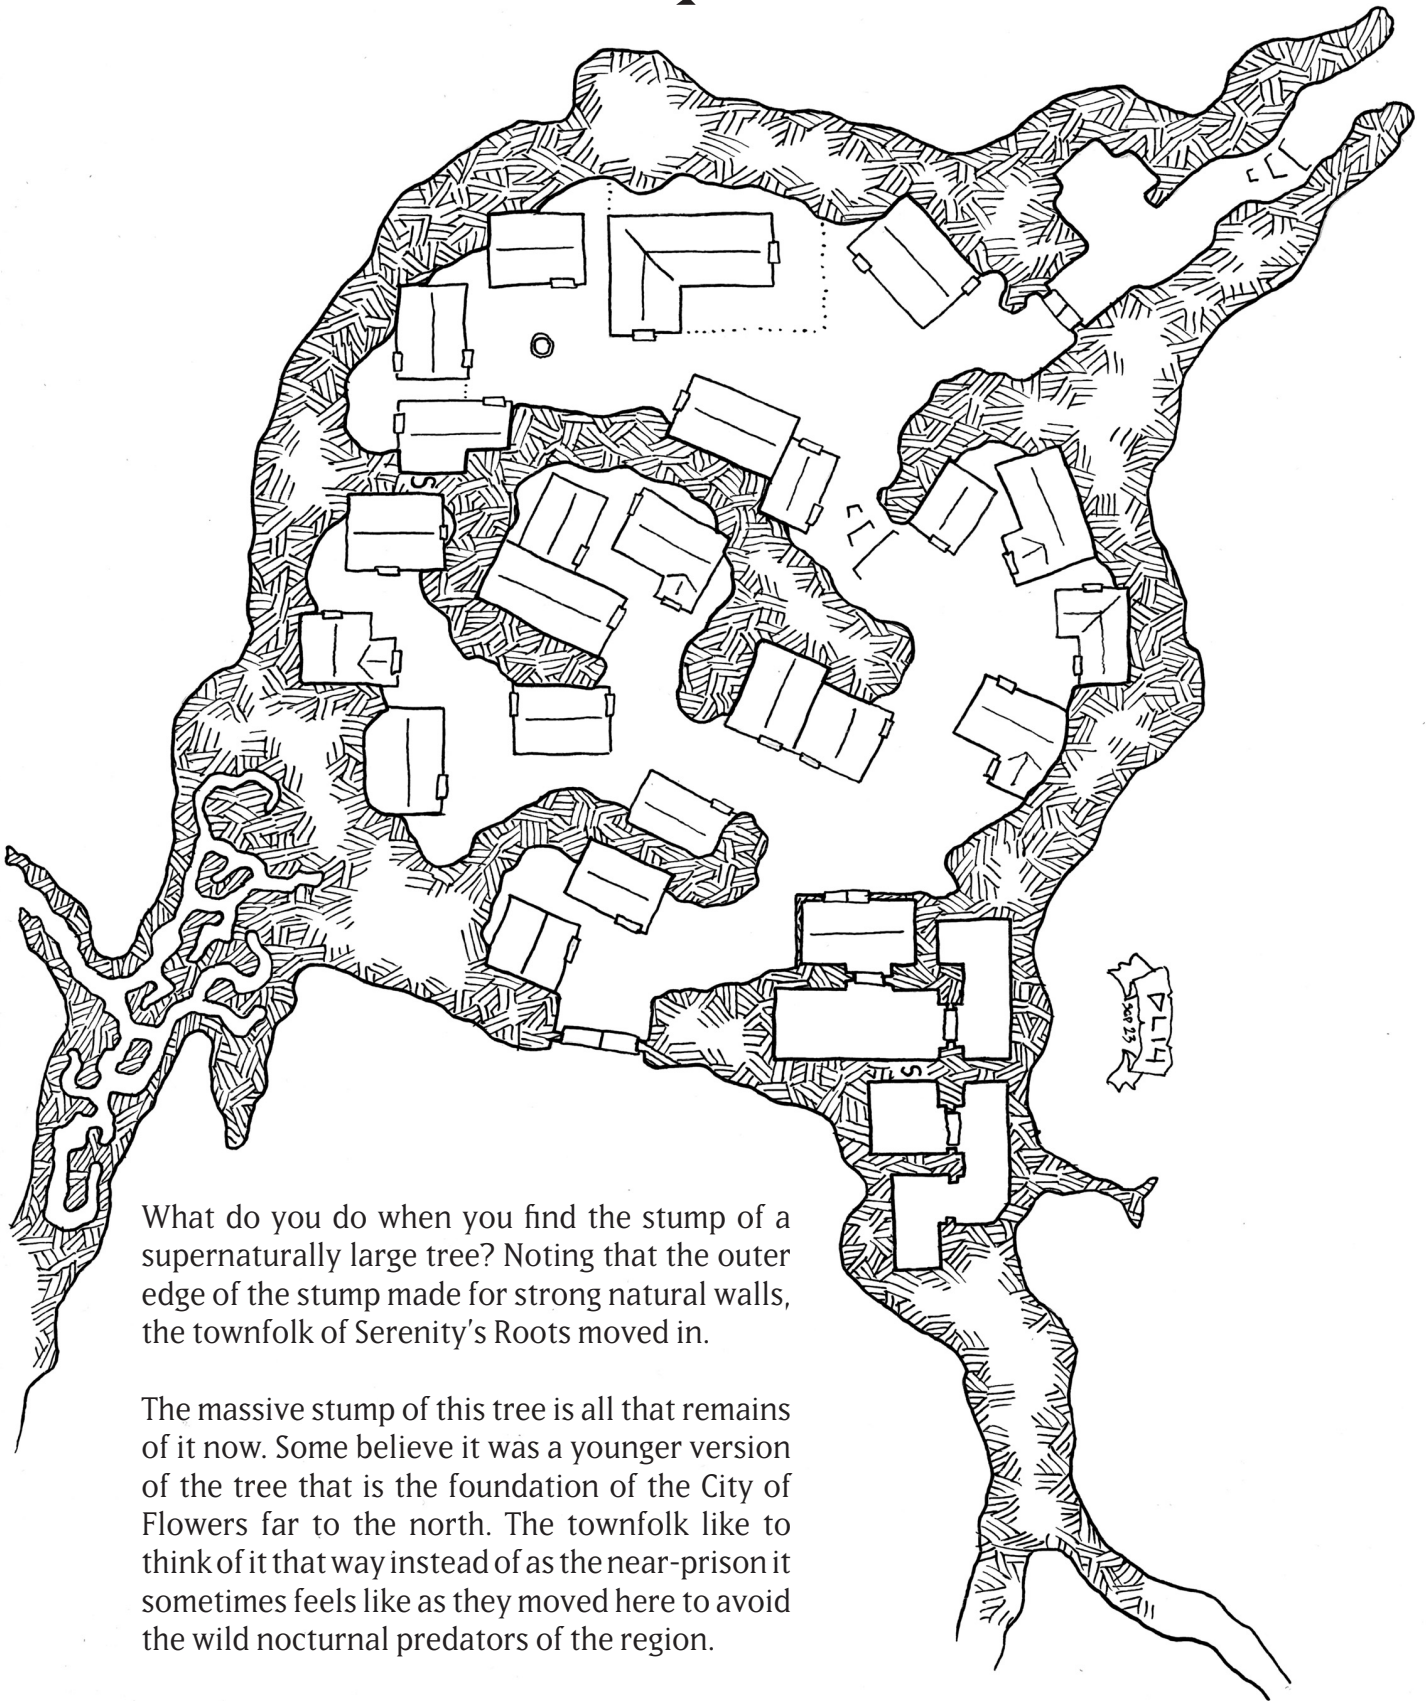 S
DL14
SEP 23
S
What do you do when you find the stump of a
supernaturally large tree? Noting that the outer
edge of the stump made for strong natural walls,
the townfolk of Serenity's Roots moved in.
The massive stump of this tree is all that remains
of it now. Some believe it was a younger version
of the tree that is the foundation of the City of
Flowers far to the north. The townfolk like to
think of it that way instead of as the near-prison it
sometimes feels like as they moved here to avoid
the wild nocturnal predators of the region.